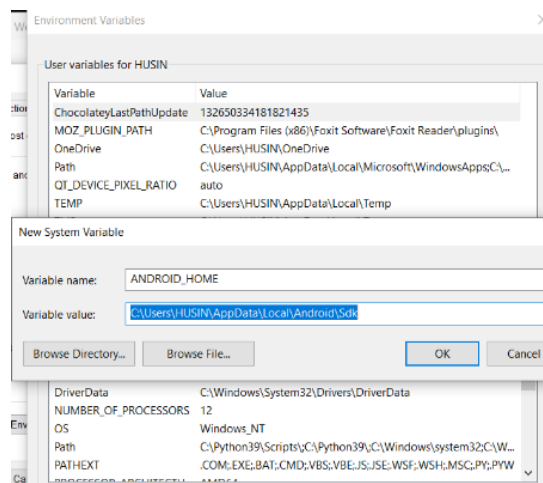 Environment Variables
User variables for HUSIN
Variable Value
ChocolateyLastPathUpdate 132650334181821435
MOZ_PLUGIN_PATH C:\Program Files (x86)\Foxit Software\Foxit Reader\plugins\
OneDrive C:\Users\HUSIN\OneDrive
Path C:\Users\HUSIN\AppData\Local\Microsoft\WindowsApps;C:\...
QT_DEVICE_PIXEL_RATIO auto
TEMP C:\Users\HUSIN\AppData\Local\Temp
New System Variable
Variable name: ANDROID_HOME
Variable value: C:\Users\HUSIN\AppData\Local\Android\Sdk
Browse Directory... Browse File... OK Cancel
DriverData C:\Windows\System32\Drivers\DriverData
NUMBER_OF_PROCESSORS 12
OS Windows_NT
Path C:\Python39\Scripts\;C:\Python39\;C:\Windows\system32;C:\W...
PATHEXT .COM;.EXE;.BAT;.CMD;.VBS;.VBE;.JS;.JSE;.WSF;.WSH;.MSC;.PY;.PYW